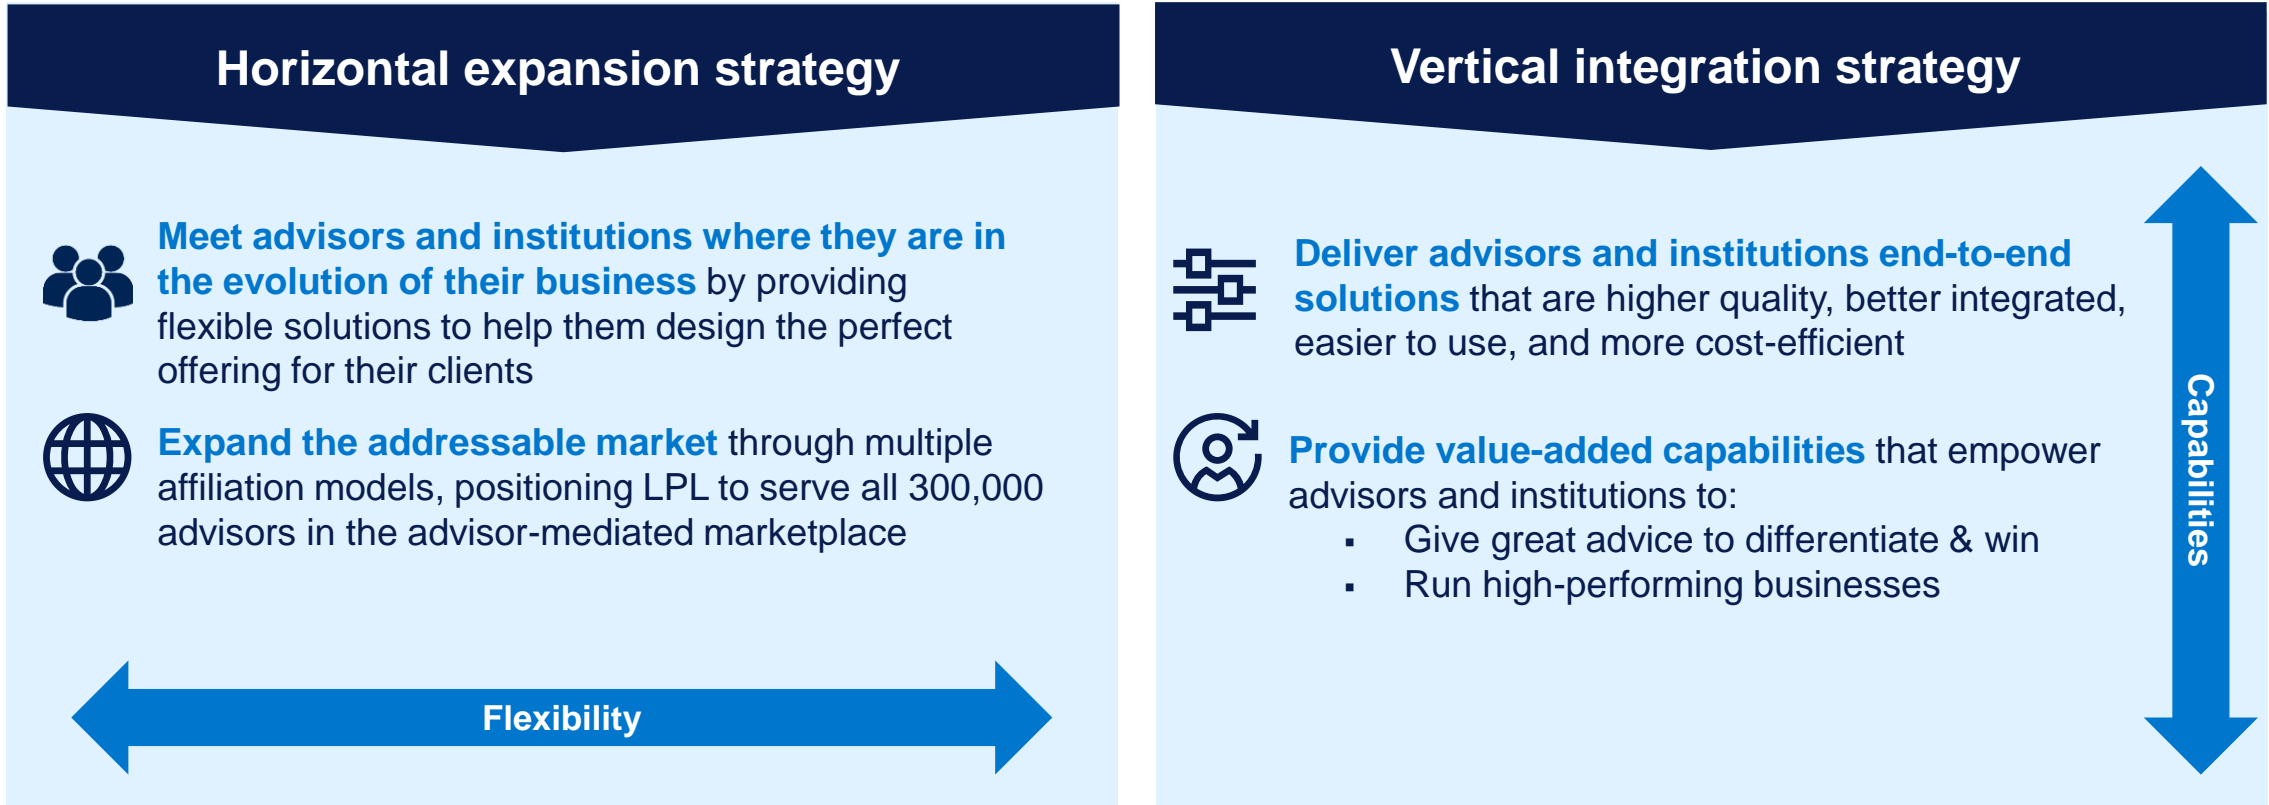 Horizontal expansion strategy
Meet advisors and institutions where they are in
the evolution of their business by providing
flexible solutions to help them design the perfect
offering for their clients
Expand the addressable market through multiple
affiliation models, positioning LPL to serve all 300,000
advisors in the advisor-mediated marketplace
Flexibility
Vertical integration strategy
Deliver advisors and institutions end-to-end
solutions that are higher quality, better integrated,
easier to use, and more cost-efficient
Provide value-added capabilities that empower
advisors and institutions to:
▪ Give great advice to differentiate & win
▪ Run high-performing businesses
Capabilities